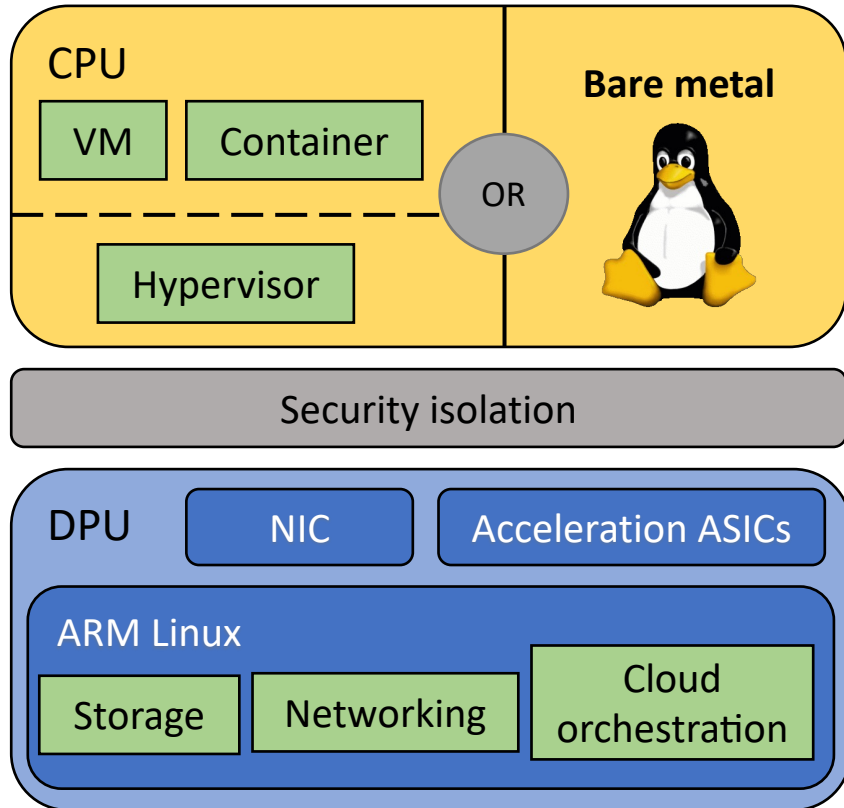 CPU
VM
Container
Hypervisor
OR
Bare metal
Security isolation
DPU
NIC
Acceleration ASICs
ARM Linux
Storage
Networking
Cloud
orchestration